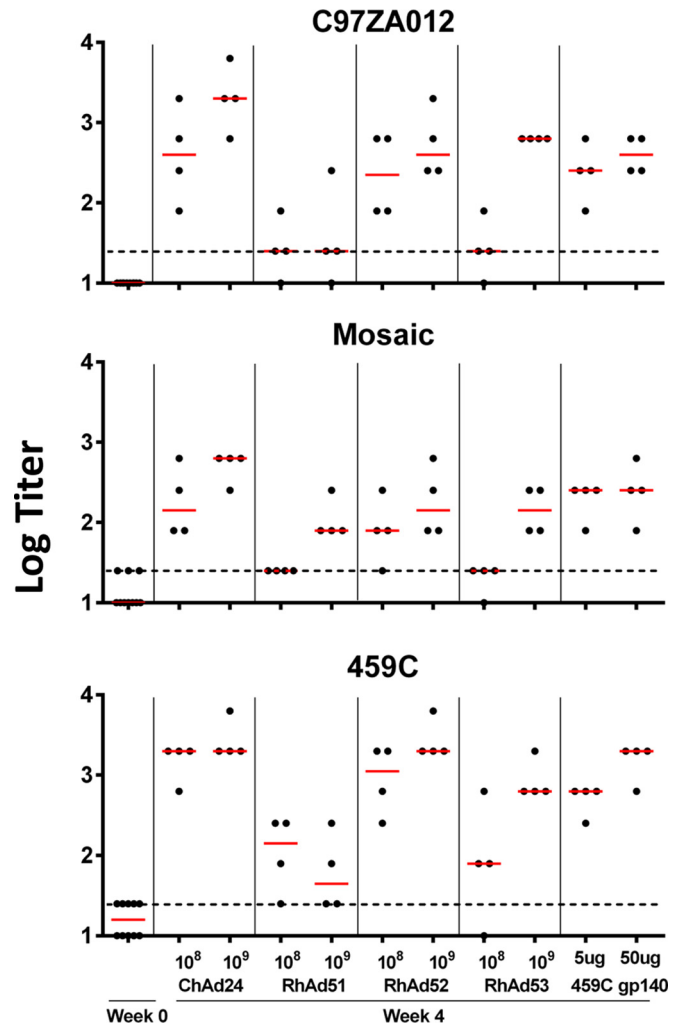 C97ZA012
4
3
2
1
Mosaic
4
3
2
1
Log Titer
459C
4
3
2
1
10⁸ 10⁹ 10⁸ 10⁹ 10⁸ 10⁹ 10⁸ 10⁹ 5ug 50ug
ChAd24 RhAd51 RhAd52 RhAd53 459C gp140
Week 0 Week 4